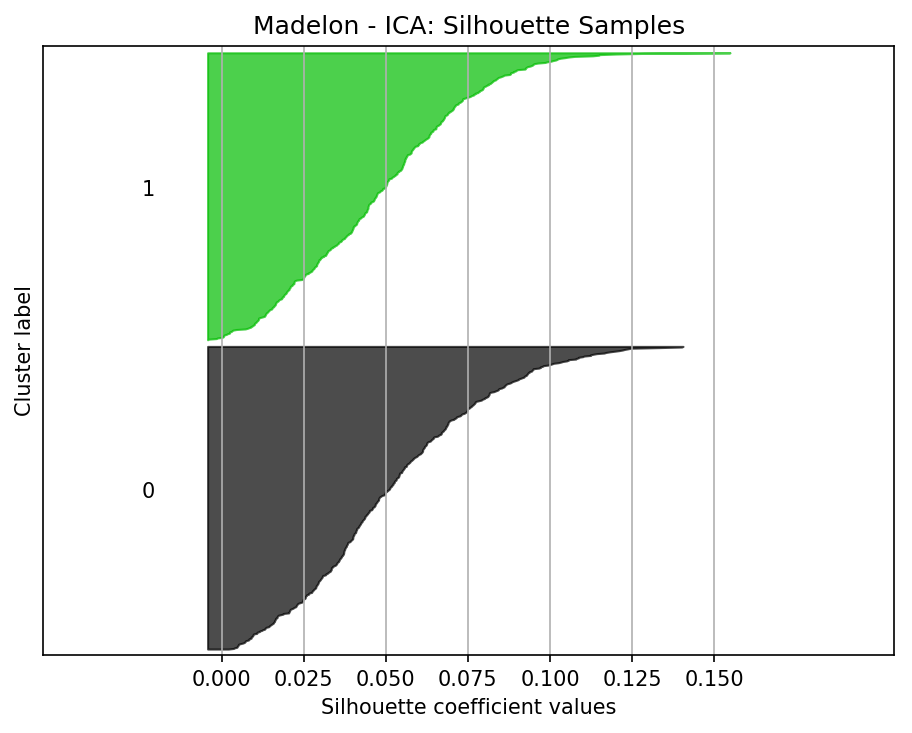 Madelon - ICA: Silhouette Samples
1
Cluster label
0
0.000 0.025 0.050 0.075 0.100 0.125 0.150
Silhouette coefficient values